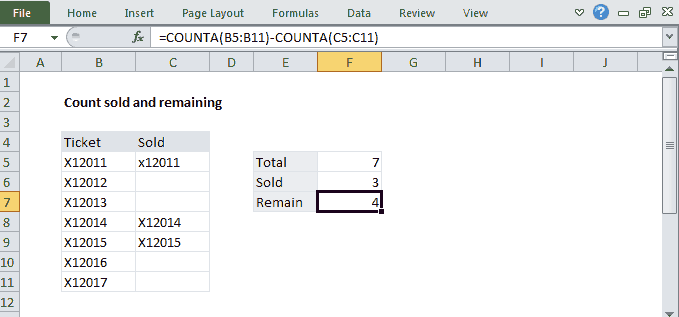 File Home Insert Page Layout Formulas Data Review View
F7 fx =COUNTA(B5:B11)-COUNTA(C5:C11)
A B C D E F G H I J
1
2 Count sold and remaining
3
4 Ticket Sold
5 X12011 x12011 Total 7
6 X12012 Sold 3
7 X12013 Remain 4
8 X12014 X12014
9 X12015 X12015
10 X12016
11 X12017
12